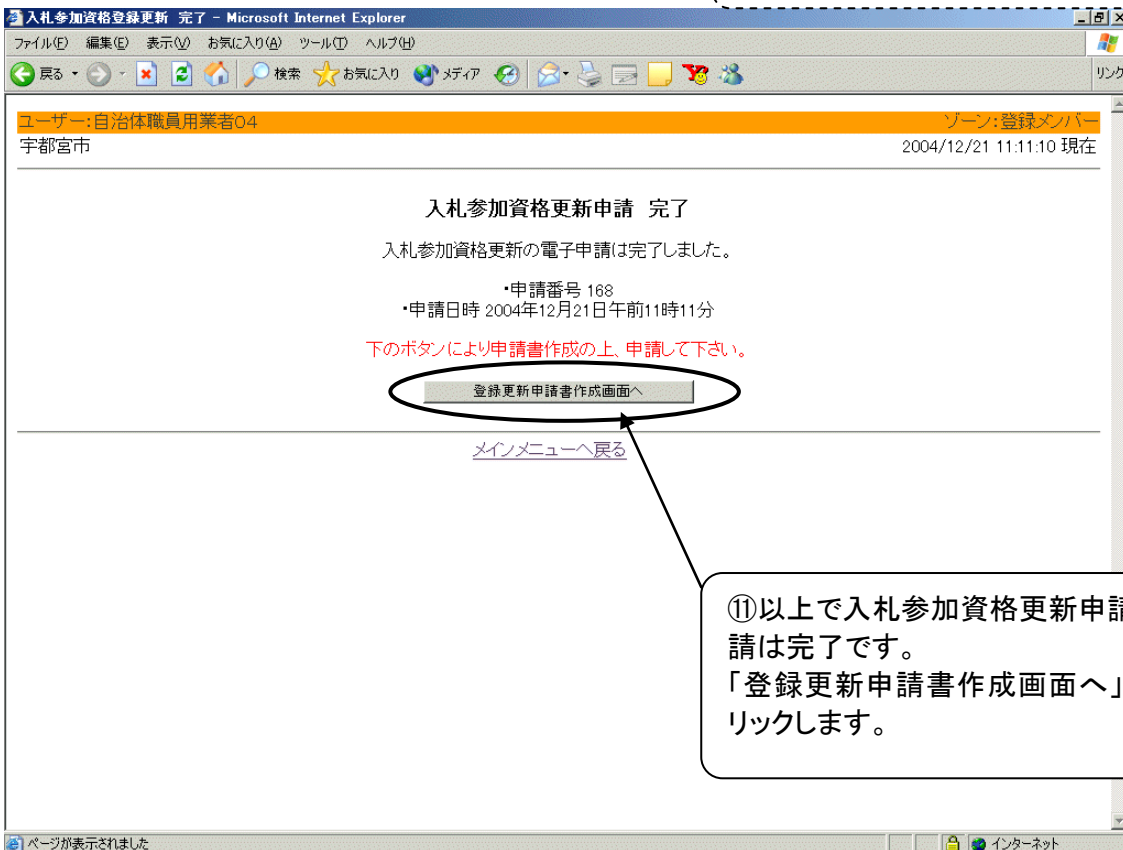 入札参加資格登録更新 完了 - Microsoft Internet Explorer
ファイル(F) 編集(E) 表示(V) お気に入り(A) ツール(T) ヘルプ(H)
戻る 検索 お気に入り メディア リンク
ユーザー:自治体職員用業者04 ゾーン:登録メンバー
宇都宮市 2004/12/21 11:11:10 現在
入札参加資格更新申請 完了
入札参加資格更新の電子申請は完了しました。
・申請番号 168
・申請日時 2004年12月21日午前11時11分
下のボタンにより申請書作成の上、申請して下さい。
登録更新申請書作成画面へ
メインメニューへ戻る
⑪以上で入札参加資格更新申請
請は完了です。
「登録更新申請書作成画面へ」
リックします。
ページが表示されました インターネット